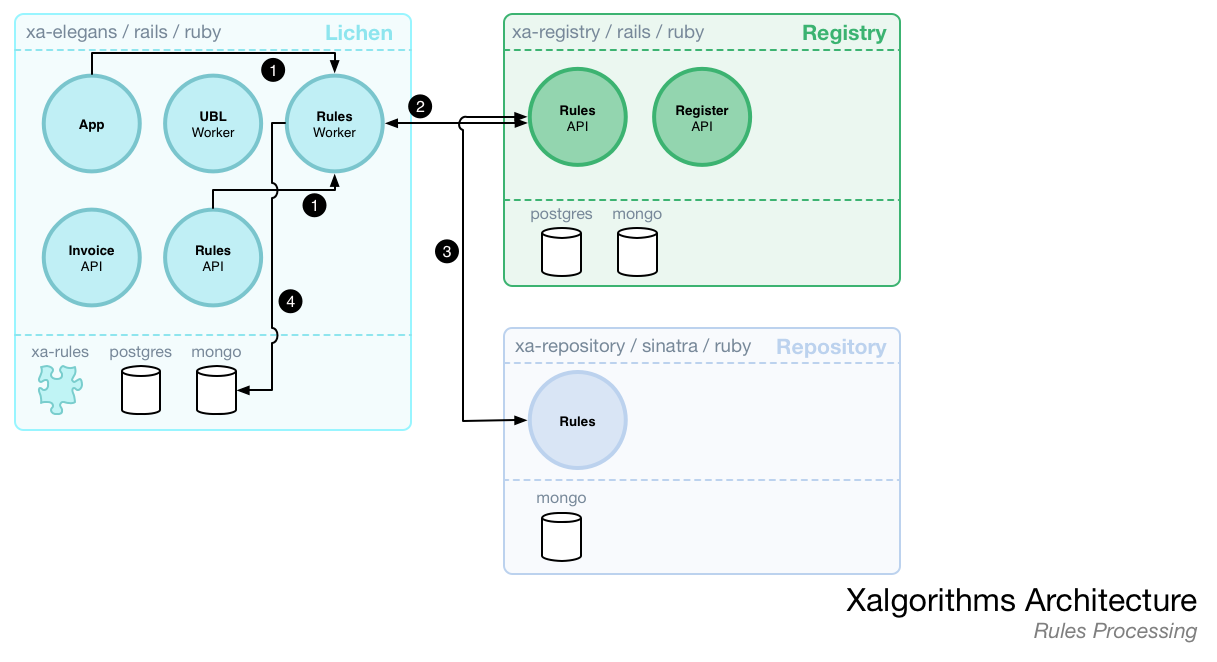 xa-elegans / rails / ruby
Lichen
1
App
UBL
Worker
Rules
Worker
1
Invoice
API
Rules
API
4
xa-rules
postgres
mongo
2
3
xa-registry / rails / ruby
Registry
Rules
API
Register
API
postgres
mongo
xa-repository / sinatra / ruby
Repository
Rules
mongo
Xalgorithms Architecture
Rules Processing